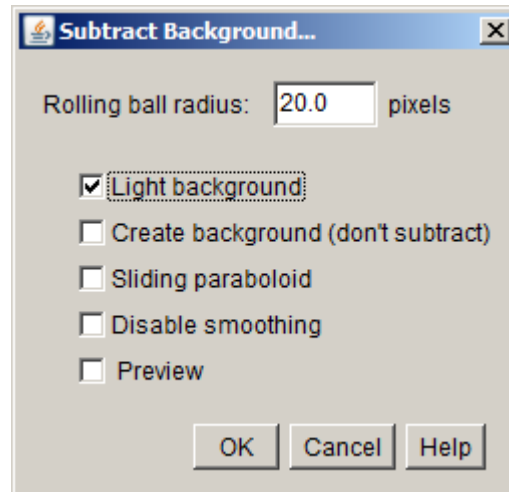 Subtract Background...
Rolling ball radius: 20.0 pixels
Light background
Create background (don't subtract)
Sliding paraboloid
Disable smoothing
Preview
OK Cancel Help